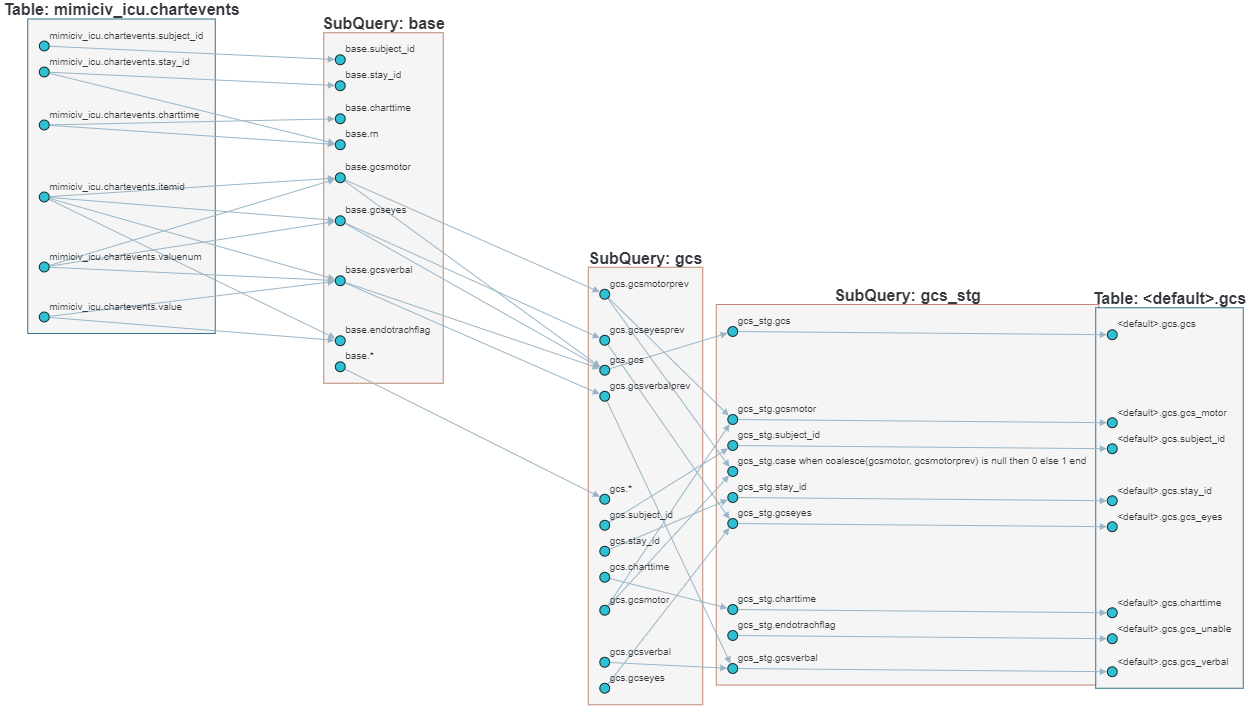 Table: mimiciv_icu.chartevents
mimiciv_icu.chartevents.subject_id
mimiciv_icu.chartevents.stay_id
mimiciv_icu.chartevents.charttime
mimiciv_icu.chartevents.itemid
mimiciv_icu.chartevents.valuenum
mimiciv_icu.chartevents.value
SubQuery: base
base.subject_id
base.stay_id
base.charttime
base.rn
base.gcsmotor
base.gcseyes
base.gcsverbal
base.endotrachflag
base.*
SubQuery: gcs
gcs.gcsmotorprev
gcs.gcseyesprev
gcs.gcs
gcs.gcsverbalprev
gcs.*
gcs.subject_id
gcs.stay_id
gcs.charttime
gcs.gcsmotor
gcs.gcsverbal
gcs.gcseyes
SubQuery: gcs_stg
gcs_stg.gcs
gcs_stg.gcsmotor
gcs_stg.subject_id
gcs_stg.case when coalesce(gcsmotor, gcsmotorprev) is null then 0 else 1 end
gcs_stg.stay_id
gcs_stg.gcseyes
gcs_stg.charttime
gcs_stg.endotrachflag
gcs_stg.gcsverbal
Table: <default>.gcs
<default>.gcs.gcs
<default>.gcs.gcs_motor
<default>.gcs.subject_id
<default>.gcs.stay_id
<default>.gcs.gcs_eyes
<default>.gcs.charttime
<default>.gcs.gcs_unable
<default>.gcs.gcs_verbal